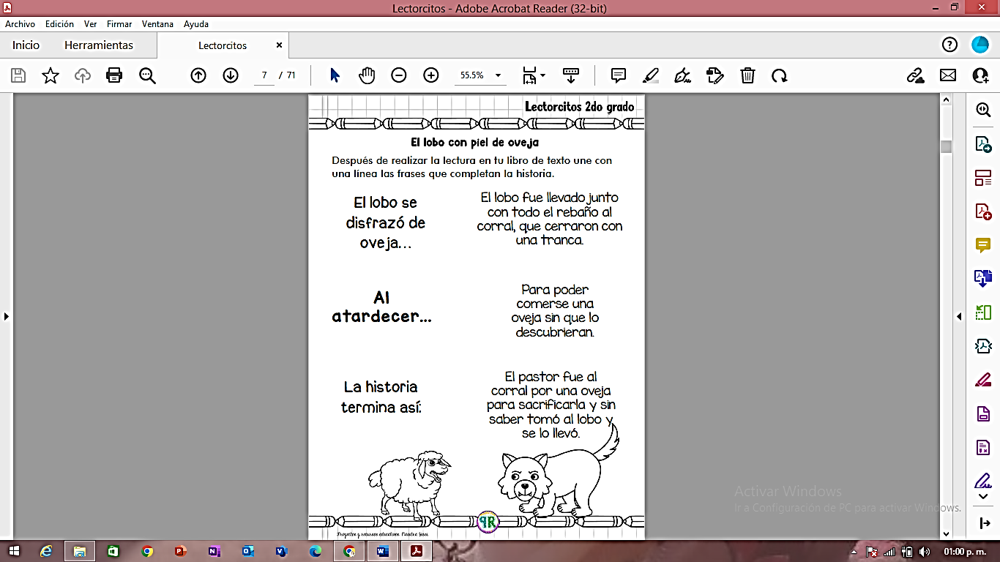 Lectorcitos - Adobe Acrobat Reader (32-bit)
Archivo Edición Ver Firmar Ventana Ayuda
Inicio Herramientas Lectorcitos
7 / 71 55.5%
Lectorcitos 2do grado
El lobo con piel de oveja
Después de realizar la lectura en tu libro de texto une con
una línea las frases que completan la historia.
El lobo se
disfrazó de
oveja...
El lobo fue llevado junto
con todo el rebaño al
corral, que cerraron con
una tranca.
Al
atardecer...
Para poder
comerse una
oveja sin que lo
descubrieran.
La historia
termina así:
El pastor fue al
corral por una oveja
para sacrificarla y sin
saber tomó al lobo y
se lo llevó.
PR
Proyectos y recursos educativos Maestra
Activar Windows
Ir a Configuración de PC para activar Windows.
01:00 p. m.